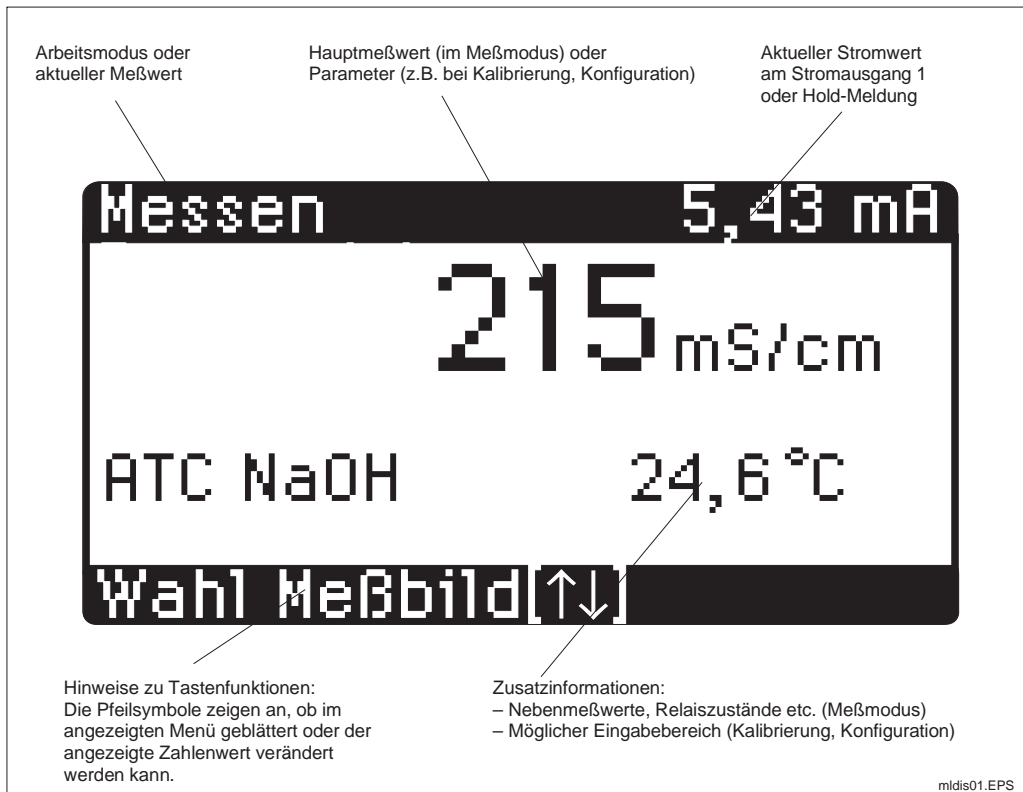 Arbeitsmodus oder
aktueller Meßwert
Hauptmeßwert (im Meßmodus) oder
Parameter (z.B. bei Kalibrierung, Konfiguration)
Aktueller Stromwert
am Stromausgang 1
oder Hold-Meldung
Messen 5,43 mA
215 mS/cm
ATC NaOH 24,6 °C
Wahl Meßbild[↑↓]
Hinweise zu Tastenfunktionen:
Die Pfeilsymbole zeigen an, ob im
angezeigten Menü geblättert oder der
angezeigte Zahlenwert verändert
werden kann.
Zusatzinformationen:
– Nebenmeßwerte, Relaiszustände etc. (Meßmodus)
– Möglicher Eingabebereich (Kalibrierung, Konfiguration)
mldis01.EPS